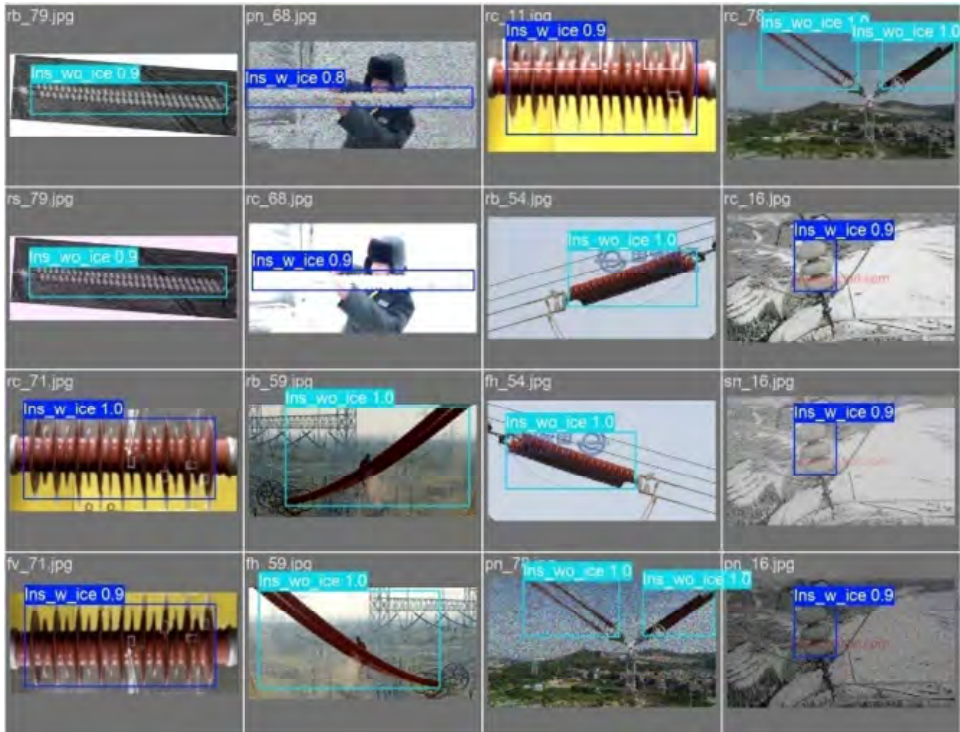 rb_79.jpg
Ins_wo_ice 0.9
pn_68.jpg
Ins_w_ice 0.8
rc_11.jpg
Ins_w_ice 0.9
rc_78.jpg
Ins_wo_ice 1.0
Ins_wo_ice 1.0
rs_79.jpg
Ins_wo_ice 0.9
rc_68.jpg
Ins_w_ice 0.9
rb_54.jpg
Ins_wo_ice 1.0
rc_16.jpg
Ins_w_ice 0.9
rc_71.jpg
Ins_w_ice 1.0
rb_59.jpg
Ins_wo_ice 1.0
fh_54.jpg
Ins_wo_ice 1.0
sn_16.jpg
Ins_w_ice 0.9
fv_71.jpg
Ins_w_ice 0.9
fh_59.jpg
Ins_wo_ice 1.0
pn_78.jpg
Ins_wo_ice 1.0
Ins_wo_ice 1.0
pn_16.jpg
Ins_w_ice 0.9